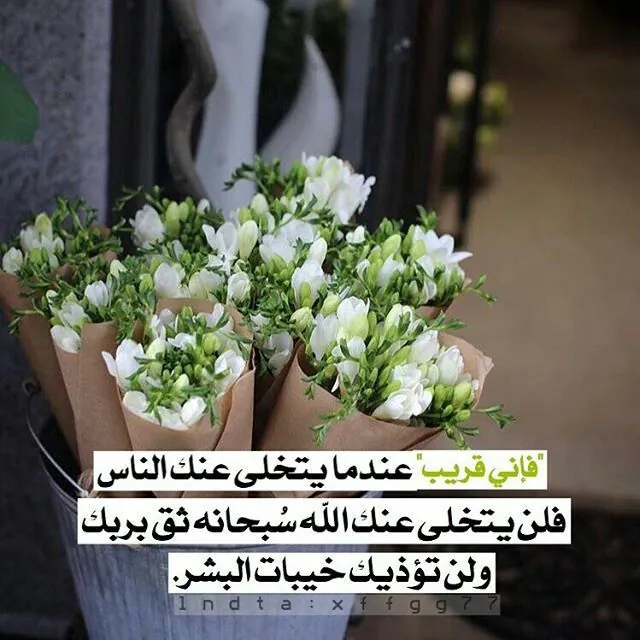 "فإني قريب" عندما يتخلى عنك الناس
فلن يتخلى عنك الله سُبحانه ثق بربك
ولن تؤذيك خيبات البشر.
lndta:xffgg77